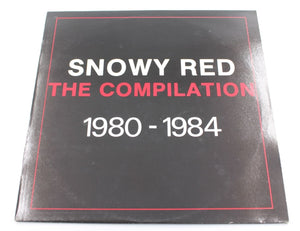 SNOWY RED
THE COMPILATION
1980 - 1984